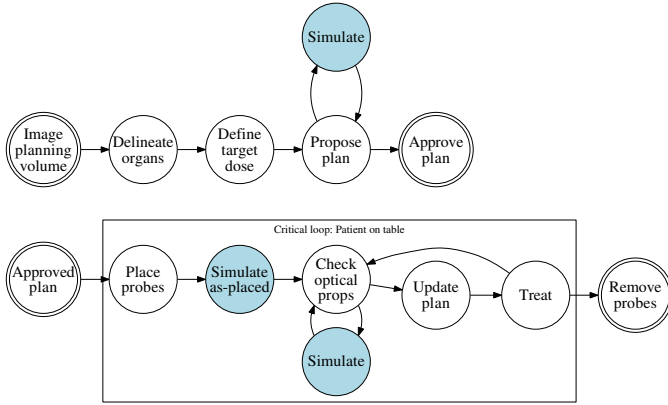 Simulate
Image
planning
volume
Delineate
organs
Define
target
dose
Propose
plan
Approve
plan
Critical loop: Patient on table
Approved
plan
Place
probes
Simulate
as-placed
Check
optical
props
Update
plan
Treat
Remove
probes
Simulate